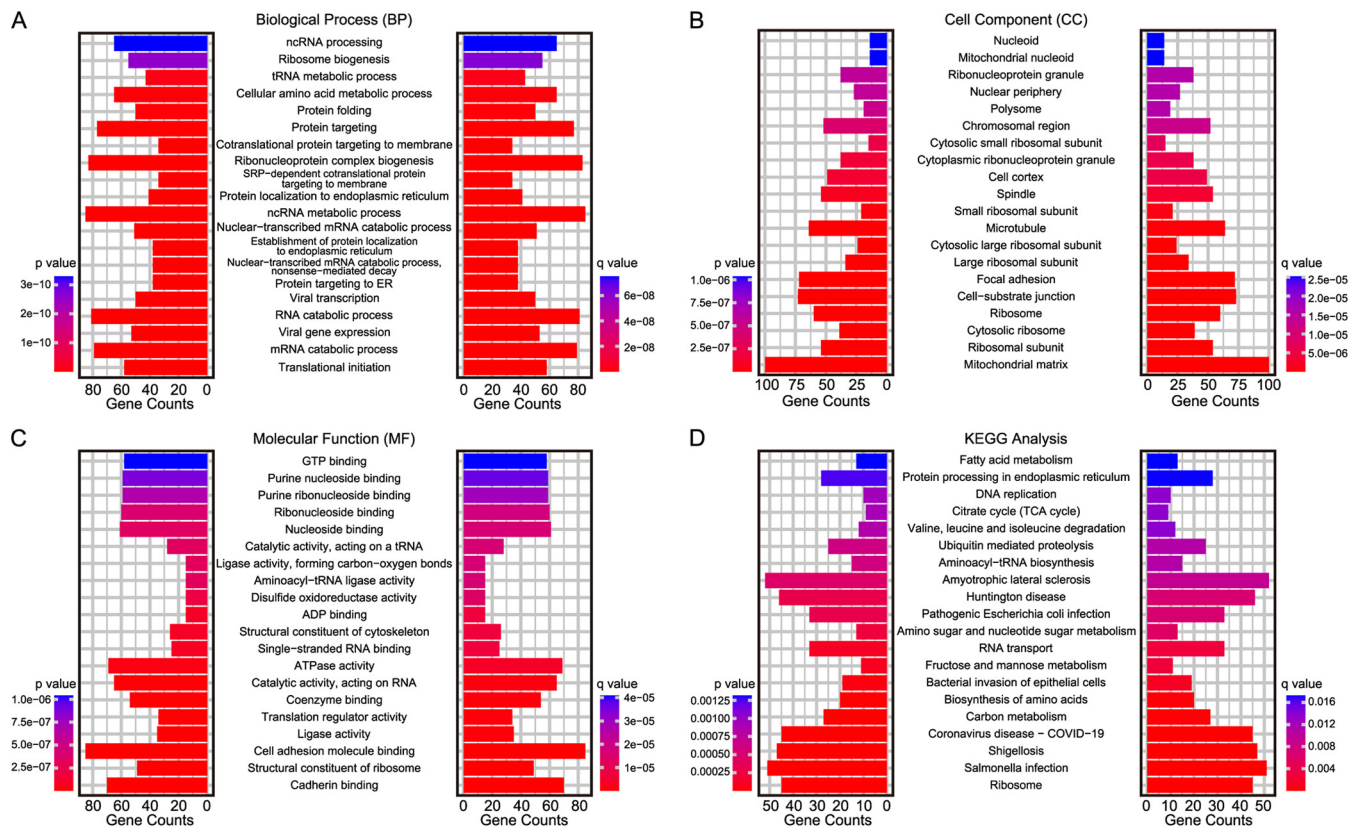 A
Biological Process (BP)
ncRNA processing
Ribosome biogenesis
tRNA metabolic process
Cellular amino acid metabolic process
Protein folding
Protein targeting
Cotranslational protein targeting to membrane
Ribonucleoprotein complex biogenesis
SRP−dependent cotranslational protein
targeting to membrane
Protein localization to endoplasmic reticulum
ncRNA metabolic process
Nuclear−transcribed mRNA catabolic process
Establishment of protein localization
to endoplasmic reticulum
Nuclear−transcribed mRNA catabolic process,
nonsense−mediated decay
Protein targeting to ER
Viral transcription
RNA catabolic process
Viral gene expression
mRNA catabolic process
Translational initiation
p value
3e−10
2e−10
1e−10
q value
6e−08
4e−08
2e−08
80 60 40 20 0
Gene Counts
0 20 40 60 80
Gene Counts
B
Cell Component (CC)
Nucleoid
Mitochondrial nucleoid
Ribonucleoprotein granule
Nuclear periphery
Polysome
Chromosomal region
Cytosolic small ribosomal subunit
Cytoplasmic ribonucleoprotein granule
Cell cortex
Spindle
Small ribosomal subunit
Microtubule
Cytosolic large ribosomal subunit
Large ribosomal subunit
Focal adhesion
Cell−substrate junction
Ribosome
Cytosolic ribosome
Ribosomal subunit
Mitochondrial matrix
p value
1.0e−06
7.5e−07
5.0e−07
2.5e−07
q value
2.5e−05
2.0e−05
1.5e−05
1.0e−05
5.0e−06
100 75 50 25 0
Gene Counts
0 25 50 75 100
Gene Counts
C
Molecular Function (MF)
GTP binding
Purine nucleoside binding
Purine ribonucleoside binding
Ribonucleoside binding
Nucleoside binding
Catalytic activity, acting on a tRNA
Ligase activity, forming carbon−oxygen bonds
Aminoacyl−tRNA ligase activity
Disulfide oxidoreductase activity
ADP binding
Structural constituent of cytoskeleton
Single−stranded RNA binding
ATPase activity
Catalytic activity, acting on RNA
Coenzyme binding
Translation regulator activity
Ligase activity
Cell adhesion molecule binding
Structural constituent of ribosome
Cadherin binding
p value
1.0e−06
7.5e−07
5.0e−07
2.5e−07
q value
4e−05
3e−05
2e−05
1e−05
80 60 40 20 0
Gene Counts
0 20 40 60 80
Gene Counts
D
KEGG Analysis
Fatty acid metabolism
Protein processing in endoplasmic reticulum
DNA replication
Citrate cycle (TCA cycle)
Valine, leucine and isoleucine degradation
Ubiquitin mediated proteolysis
Aminoacyl−tRNA biosynthesis
Amyotrophic lateral sclerosis
Huntington disease
Pathogenic Escherichia coli infection
Amino sugar and nucleotide sugar metabolism
RNA transport
Fructose and mannose metabolism
Bacterial invasion of epithelial cells
Biosynthesis of amino acids
Carbon metabolism
Coronavirus disease − COVID−19
Shigellosis
Salmonella infection
Ribosome
p value
0.00125
0.00100
0.00075
0.00050
0.00025
q value
0.016
0.012
0.008
0.004
50 40 30 20 10 0
Gene Counts
0 10 20 30 40 50
Gene Counts